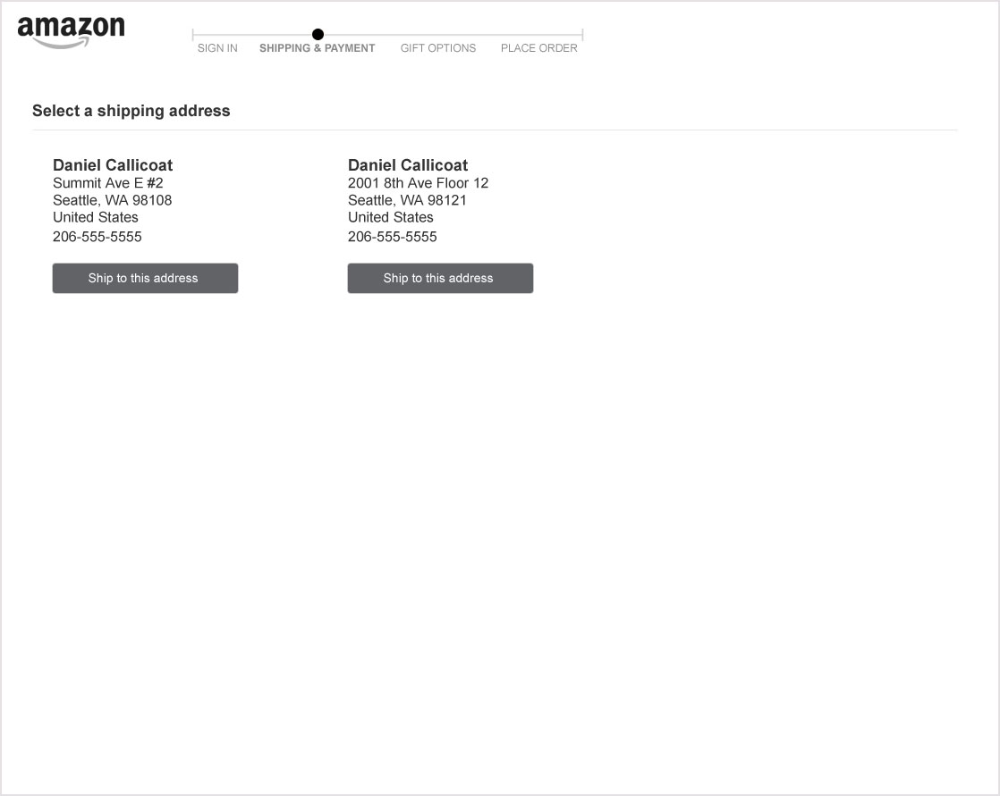 amazon
SIGN IN SHIPPING & PAYMENT GIFT OPTIONS PLACE ORDER
Select a shipping address
Daniel Callicoat
Summit Ave E #2
Seattle, WA 98108
United States
206-555-5555
Ship to this address
Daniel Callicoat
2001 8th Ave Floor 12
Seattle, WA 98121
United States
206-555-5555
Ship to this address